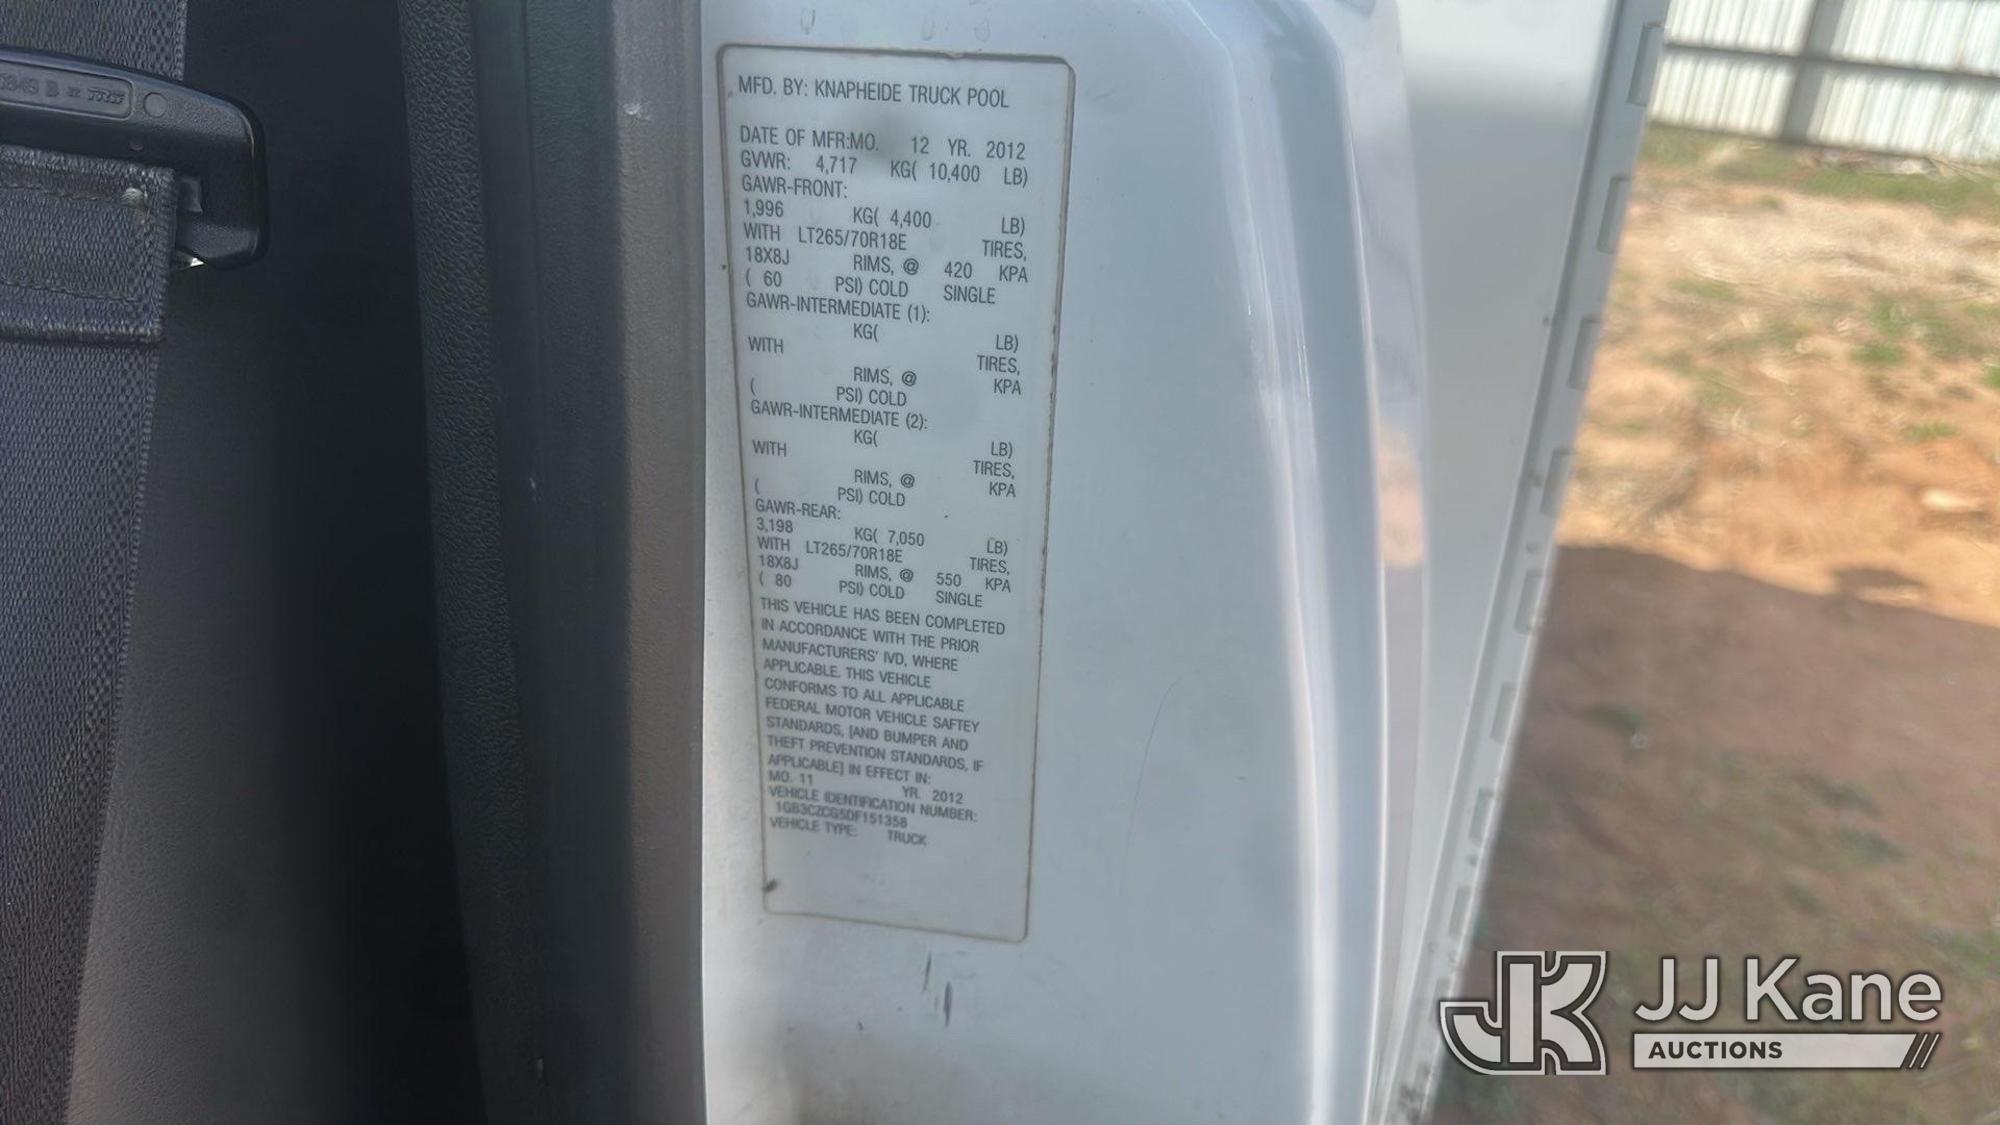 MFD. BY: KNAPHEIDE TRUCK POOL
DATE OF MFR:MO. 12 YR. 2012
GVWR: 4,717 KG( 10,400 LB)
GAWR-FRONT:
1,996 KG( 4,400 LB)
WITH LT265/70R18E TIRES,
18X8J RIMS, @ 420 KPA
( 60 PSI) COLD SINGLE
GAWR-INTERMEDIATE (1):
KG( LB)
WITH TIRES,
RIMS, @ KPA
( PSI) COLD
GAWR-INTERMEDIATE (2):
KG( LB)
WITH TIRES,
RIMS, @ KPA
( PSI) COLD
GAWR-REAR:
3,198 KG( 7,050 LB)
WITH LT265/70R18E TIRES,
18X8J RIMS, @ 550 KPA
( 80 PSI) COLD SINGLE
THIS VEHICLE HAS BEEN COMPLETED
IN ACCORDANCE WITH THE PRIOR
MANUFACTURERS' IVD, WHERE
APPLICABLE. THIS VEHICLE
CONFORMS TO ALL APPLICABLE
FEDERAL MOTOR VEHICLE SAFTEY
STANDARDS, [AND BUMPER AND
THEFT PREVENTION STANDARDS, IF
APPLICABLE] IN EFFECT IN:
MO. 11 YR. 2012
VEHICLE IDENTIFICATION NUMBER:
1GB3CZCG5DF151358
VEHICLE TYPE: TRUCK
TRW
JK JJ Kane
AUCTIONS